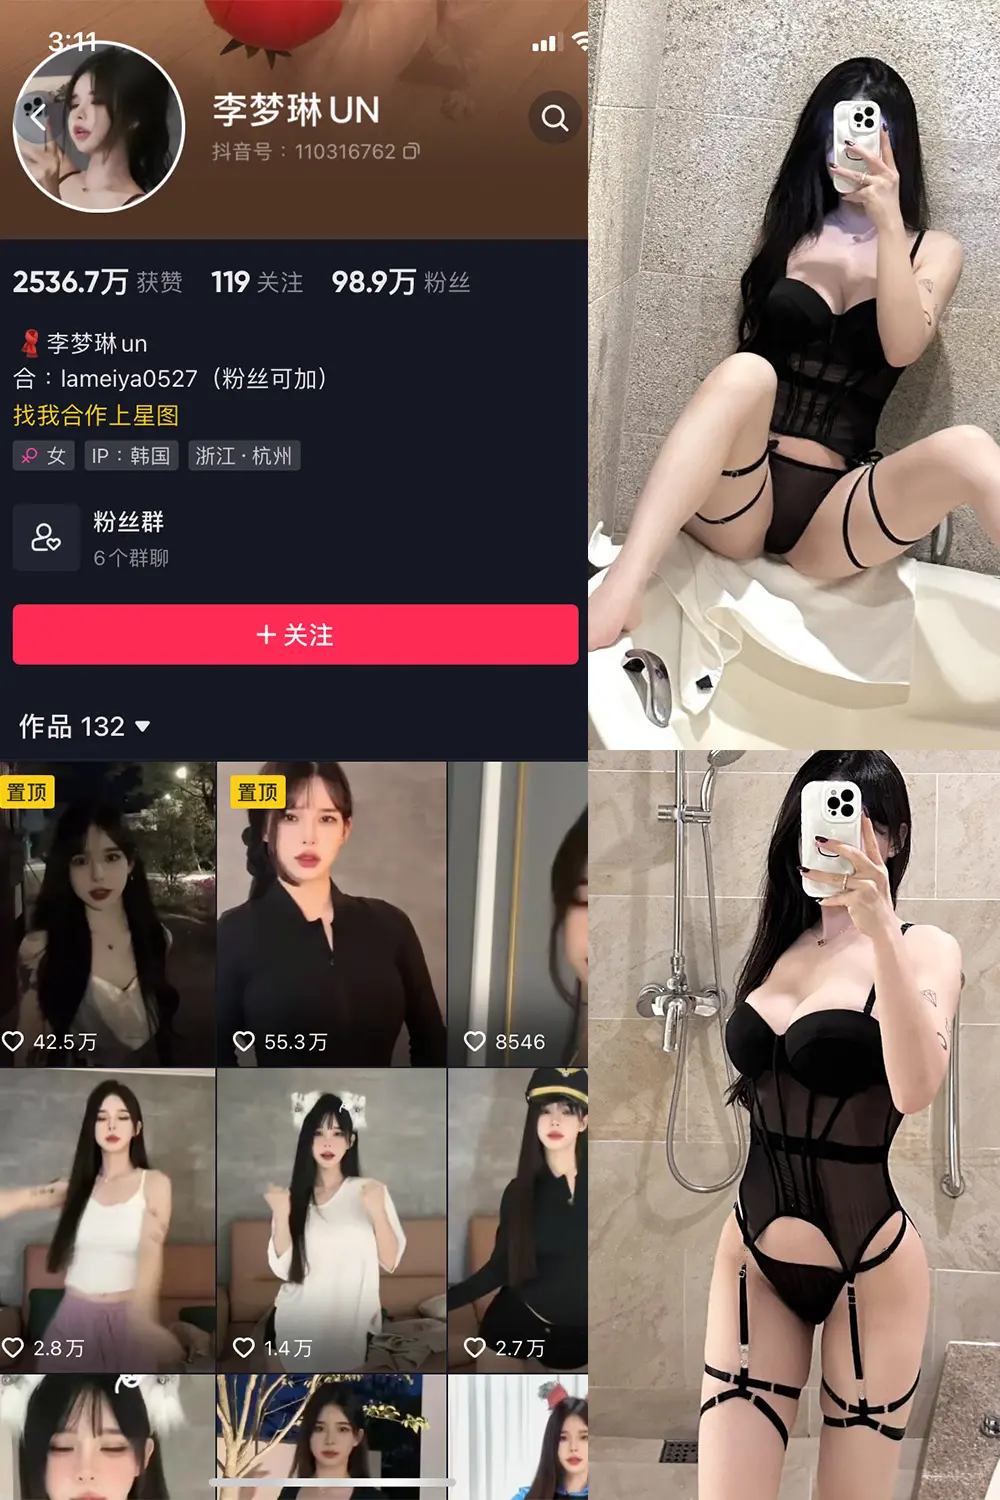 3:11
李梦琳UN
抖音号：110316762
2536.7万 获赞 119 关注 98.9万 粉丝
李梦琳un
合：lameiya0527（粉丝可加）
找我合作上星图
女 IP：韩国 浙江·杭州
粉丝群
6个群聊
+ 关注
作品 132
置顶 置顶
42.5万 55.3万 8546
2.8万 1.4万 2.7万